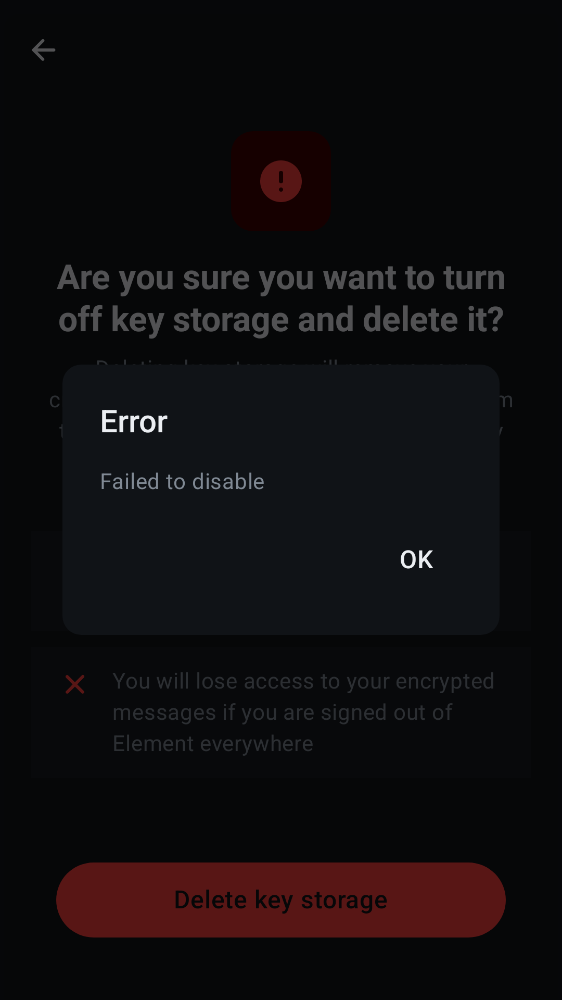 Are you sure you want to turn
off key storage and delete it?
Error
Failed to disable
OK
You will lose access to your encrypted
messages if you are signed out of
Element everywhere
Delete key storage